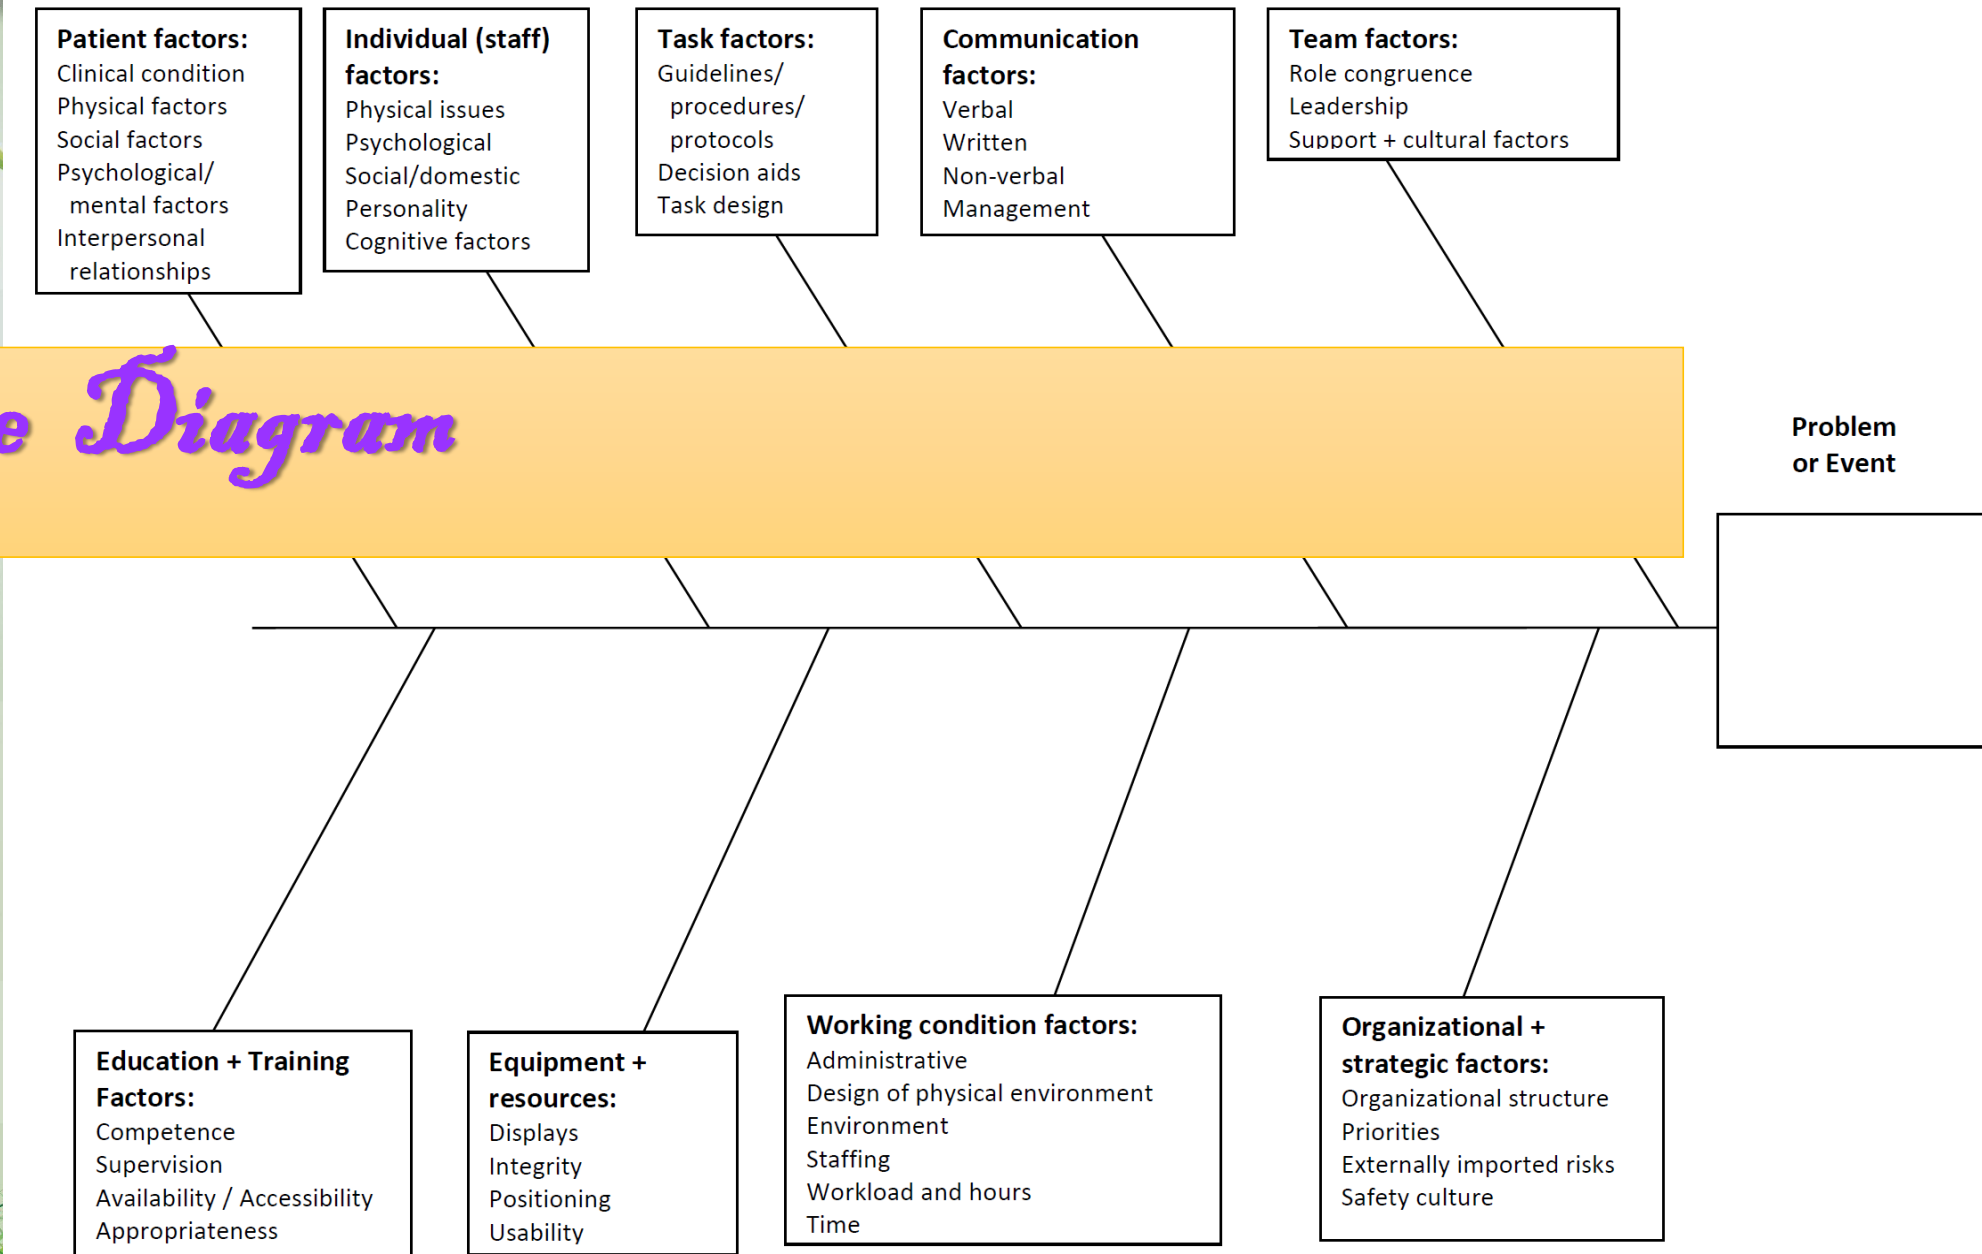 Patient factors:
Clinical condition
Physical factors
Social factors
Psychological/
mental factors
Interpersonal
relationships
Individual (staff)
factors:
Physical issues
Psychological
Social/domestic
Personality
Cognitive factors
Task factors:
Guidelines/
procedures/
protocols
Decision aids
Task design
Communication
factors:
Verbal
Written
Non-verbal
Management
Team factors:
Role congruence
Leadership
Support + cultural factors
e Diagram
Problem
or Event
Education + Training
Factors:
Competence
Supervision
Availability / Accessibility
Appropriateness
Equipment +
resources:
Displays
Integrity
Positioning
Usability
Working condition factors:
Administrative
Design of physical environment
Environment
Staffing
Workload and hours
Time
Organizational +
strategic factors:
Organizational structure
Priorities
Externally imported risks
Safety culture